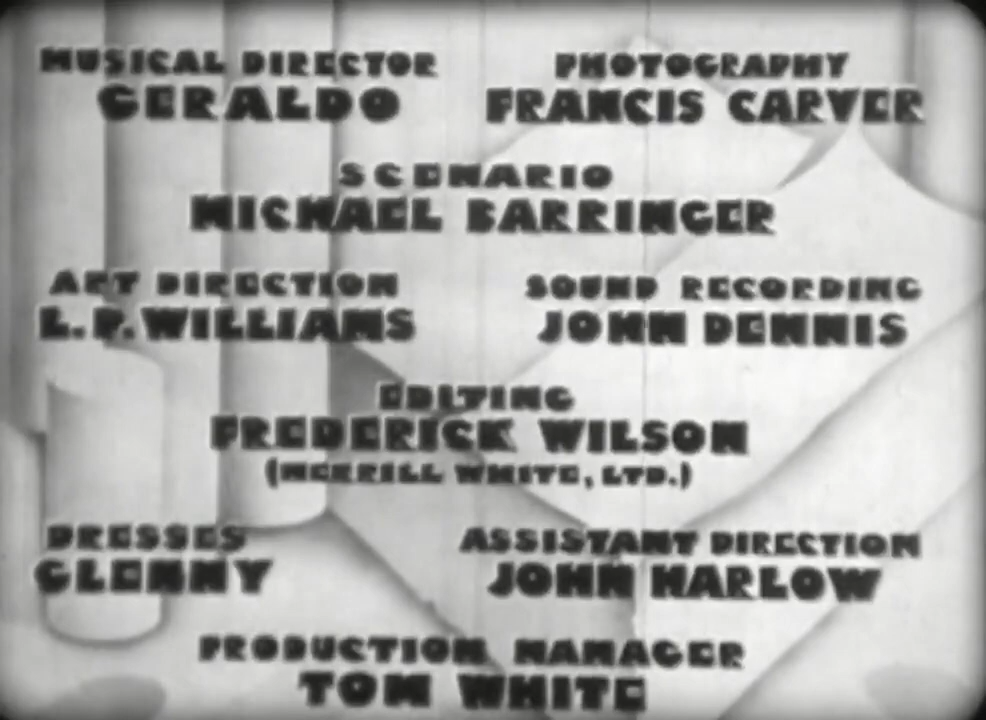 MUSICAL DIRECTOR
GERALDO
PHOTOGRAPHY
FRANCIS CARVER
SCENARIO
MICHAEL BARRINGER
ART DIRECTION
L. P. WILLIAMS
SOUND RECORDING
JOHN DENNIS
EDITING
FREDERICK WILSON
(MERRILL WHITE, LTD.)
DRESSES
GLENNY
ASSISTANT DIRECTION
JOHN HARLOW
PRODUCTION MANAGER
TOM WHITE